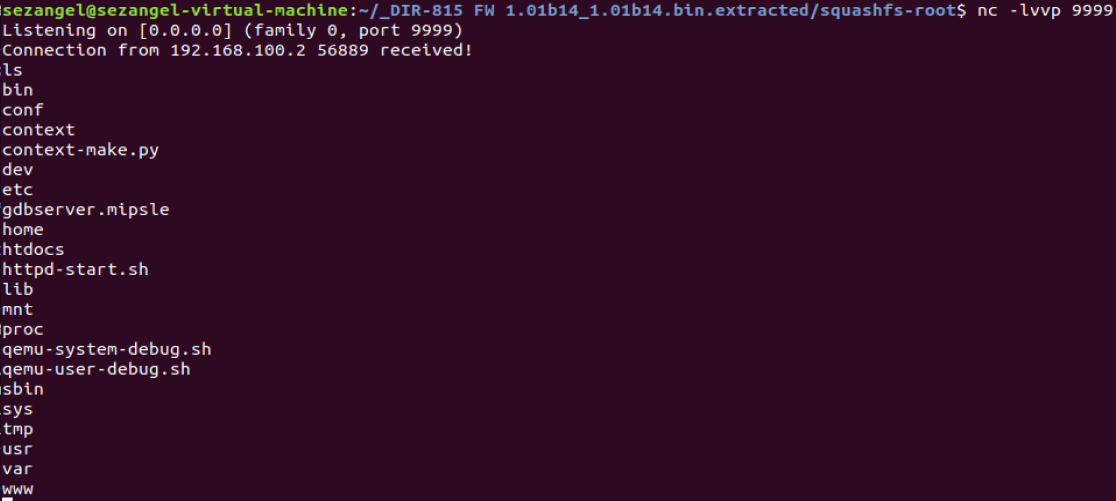 sezangel@sezangel-virtual-machine:~/_DIR-815 FW 1.01b14_1.01b14.bin.extracted/squashfs-root$ nc -lvvp 9999
Listening on [0.0.0.0] (family 0, port 9999)
Connection from 192.168.100.2 56889 received!
ls
bin
conf
context
context-make.py
dev
etc
gdbserver.mipsle
home
htdocs
httpd-start.sh
lib
mnt
proc
qemu-system-debug.sh
qemu-user-debug.sh
sbin
sys
tmp
usr
var
www